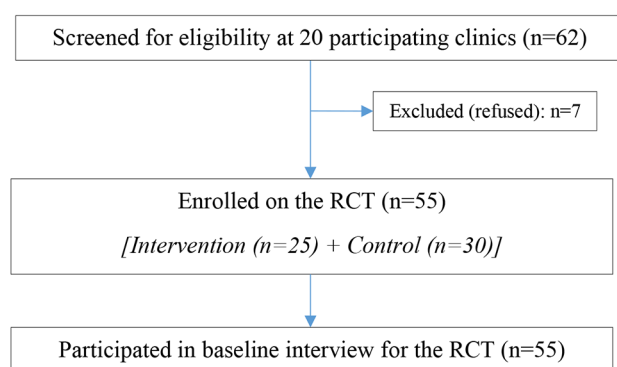 Screened for eligibility at 20 participating clinics (n=62)
Excluded (refused): n=7
Enrolled on the RCT (n=55)
[Intervention (n=25) + Control (n=30)]
Participated in baseline interview for the RCT (n=55)